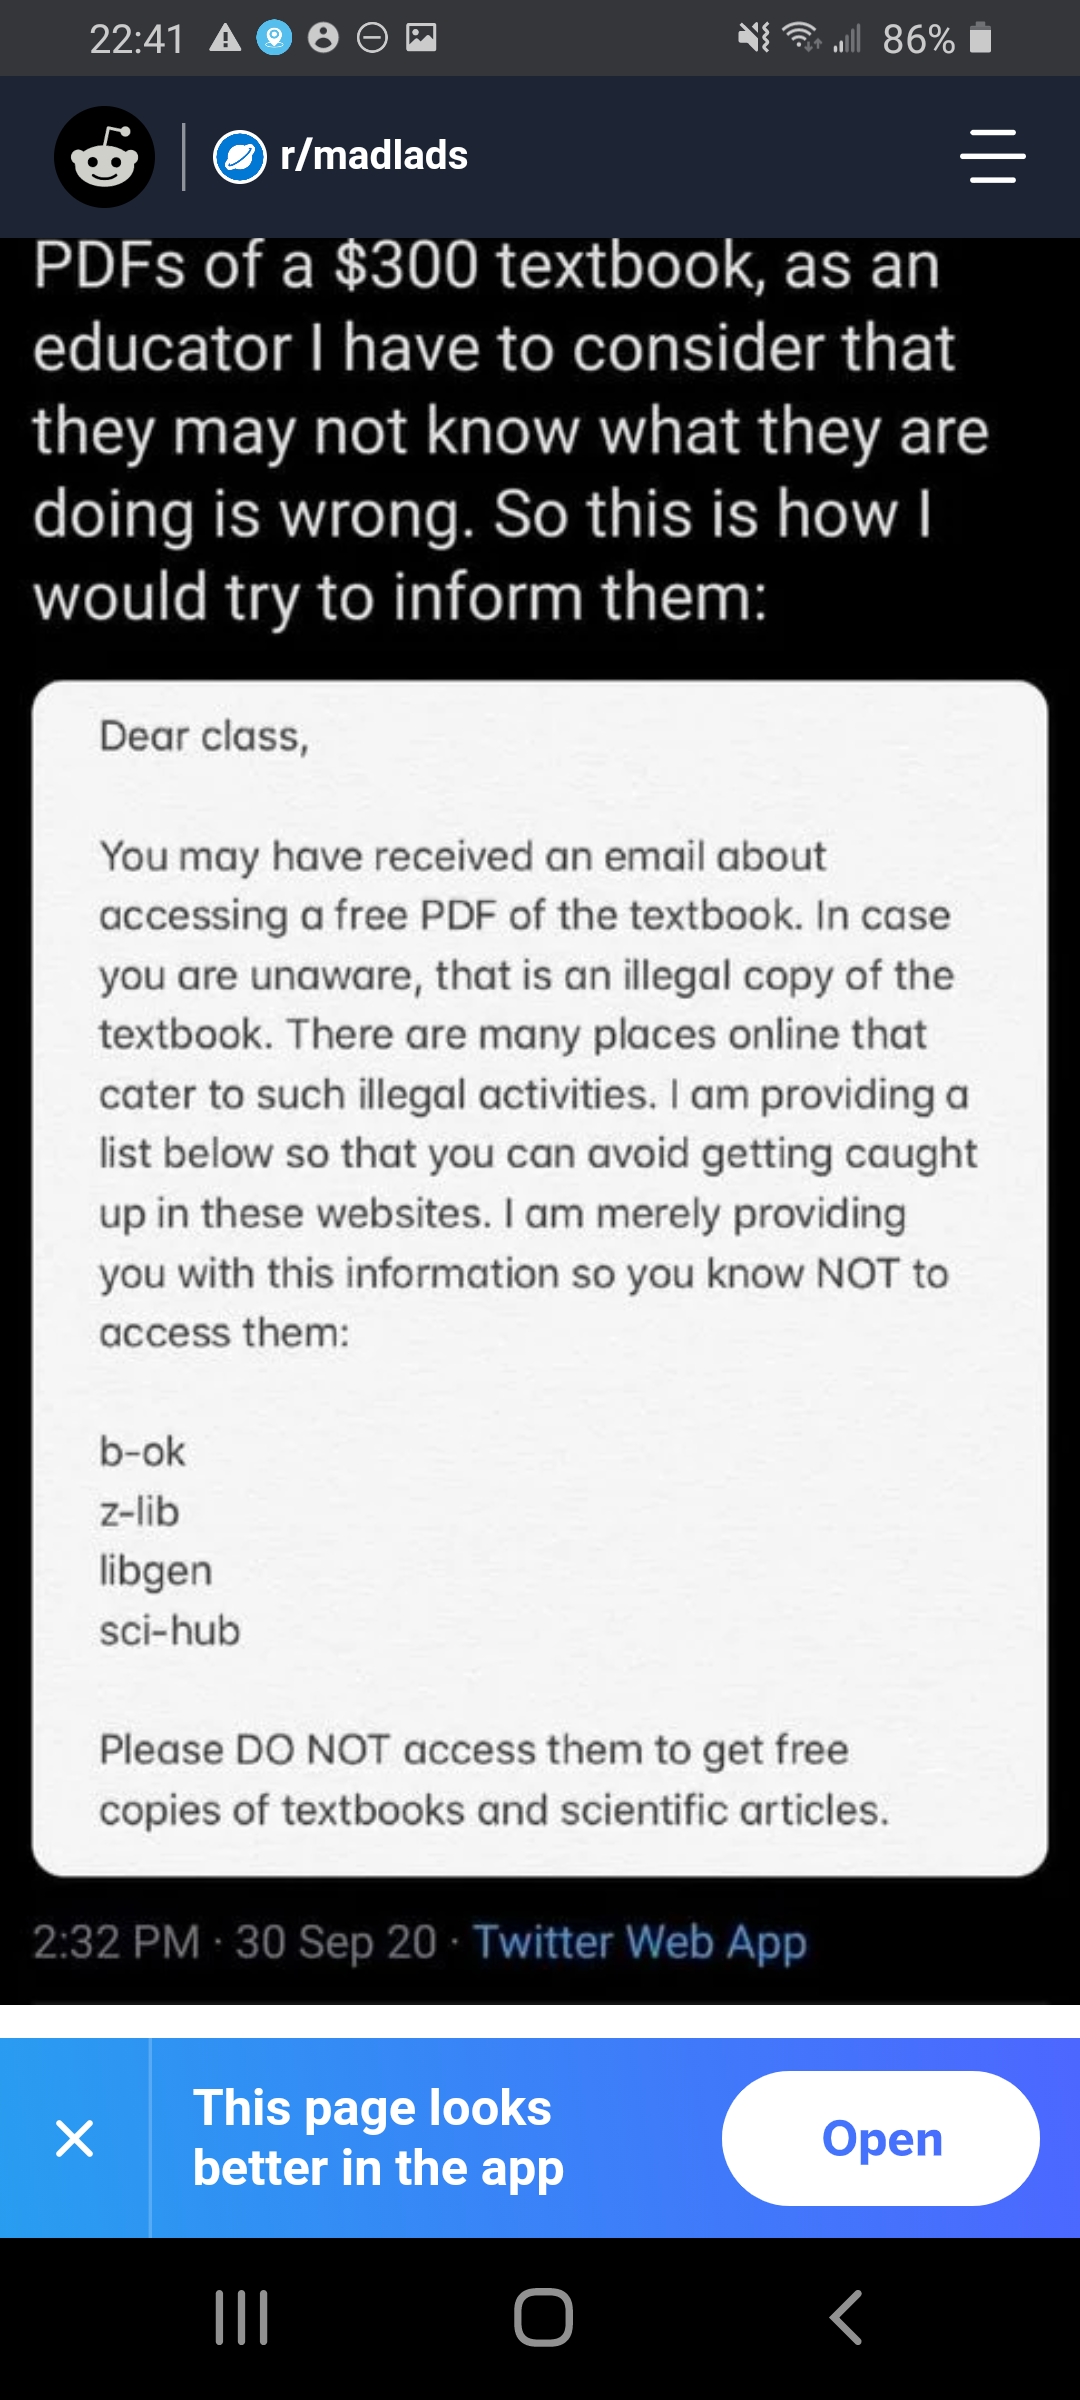 22:41
86%
r/madlads
PDFs of a $300 textbook, as an
educator I have to consider that
they may not know what they are
doing is wrong. So this is how I
would try to inform them:
Dear class,
You may have received an email about
accessing a free PDF of the textbook. In case
you are unaware, that is an illegal copy of the
textbook. There are many places online that
cater to such illegal activities. I am providing a
list below so that you can avoid getting caught
up in these websites. I am merely providing
you with this information so you know NOT to
access them:
b-ok
z-lib
libgen
sci-hub
Please DO NOT access them to get free
copies of textbooks and scientific articles.
2:32 PM · 30 Sep 20 · Twitter Web App
This page looks
better in the app
Open